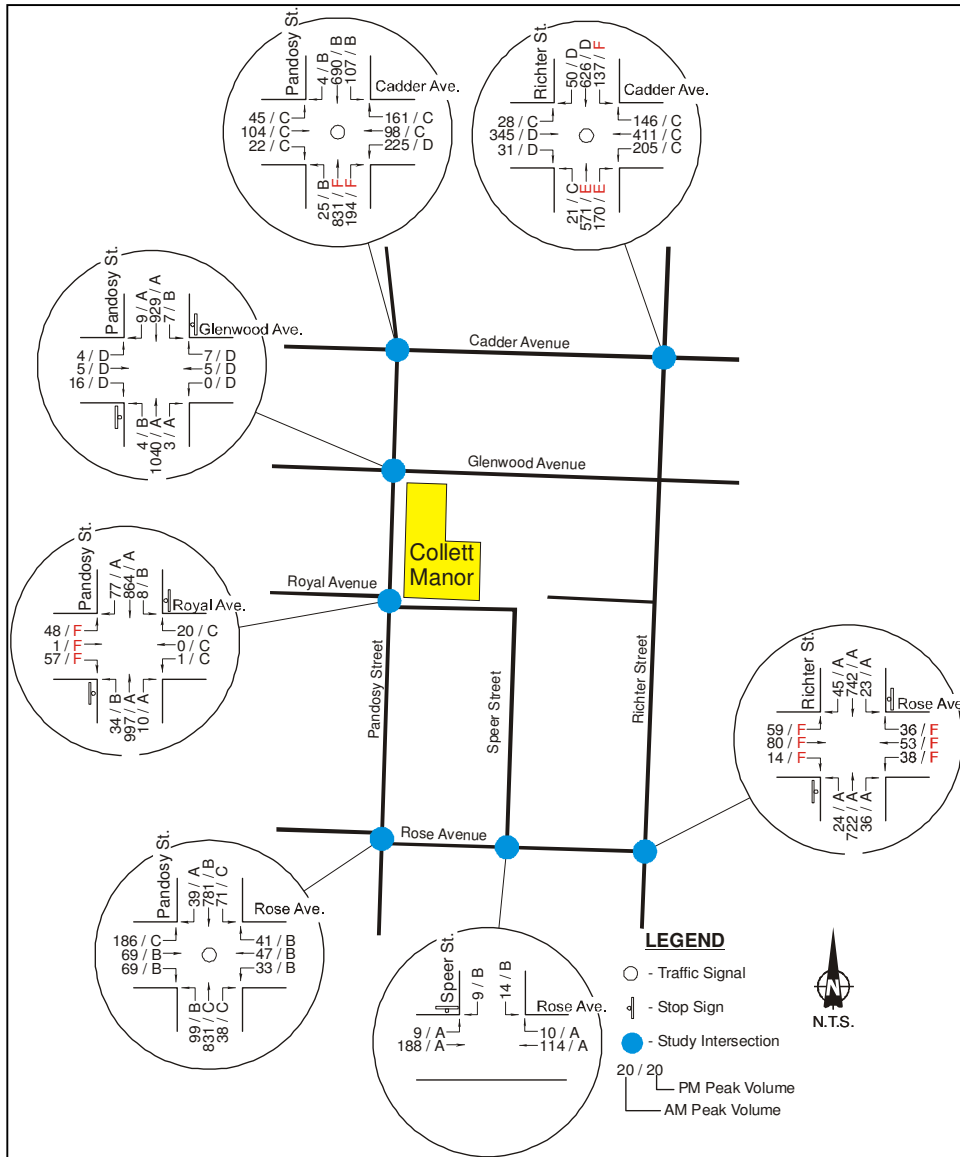 Pandosy St.
4 / B
690 / B
107 / B
Cadder Ave.
45 / C
104 / C
22 / C
161 / C
98 / C
225 / D
25 / B
831 / F
194 / F
Richter St.
50 / D
626 / D
137 / F
Cadder Ave.
28 / C
345 / D
31 / D
146 / C
411 / C
205 / C
21 / C
571 / E
170 / E
Pandosy St.
9 / A
929 / A
7 / B
Glenwood Ave.
4 / D
5 / D
16 / D
7 / D
5 / D
0 / D
4 / B
1040 / A
3 / A
Cadder Avenue
Glenwood Avenue
Collett
Manor
Royal Avenue
Pandosy Street
Speer Street
Richter Street
Rose Avenue
Pandosy St.
77 / A
864 / A
8 / B
Royal Ave.
48 / F
1 / F
57 / F
20 / C
0 / C
1 / C
34 / B
997 / A
10 / A
Richter St.
45 / A
742 / A
23 / A
Rose Ave
59 / F
80 / F
14 / F
36 / F
53 / F
38 / F
24 / A
722 / A
36 / A
Pandosy St.
39 / A
781 / B
71 / C
Rose Ave.
186 / C
69 / B
69 / B
41 / B
47 / B
33 / B
99 / B
831 / C
38 / C
Speer St.
9 / B
14 / B
Rose Ave.
9 / A
188 / A
10 / A
114 / A
LEGEND
- Traffic Signal
- Stop Sign
- Study Intersection
20 / 20
PM Peak Volume
AM Peak Volume
N
N.T.S.